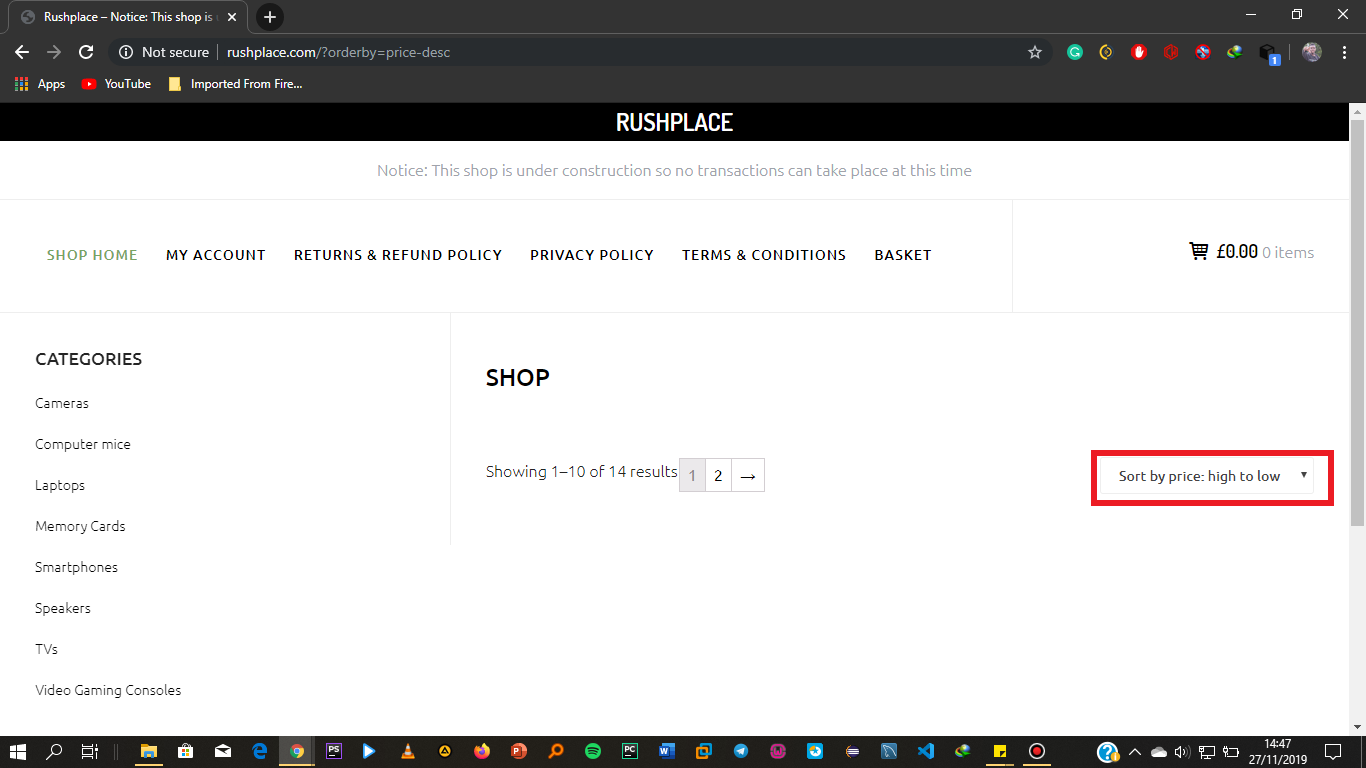 Rushplace – Notice: This shop is
Not secure | rushplace.com/?orderby=price-desc
Apps YouTube Imported From Fire...
RUSHPLACE
Notice: This shop is under construction so no transactions can take place at this time
SHOP HOME MY ACCOUNT RETURNS & REFUND POLICY PRIVACY POLICY TERMS & CONDITIONS BASKET £0.00 0 items
CATEGORIES
Cameras
Computer mice
Laptops
Memory Cards
Smartphones
Speakers
TVs
Video Gaming Consoles
SHOP
Showing 1–10 of 14 results 1 2 → Sort by price: high to low
14:47
27/11/2019